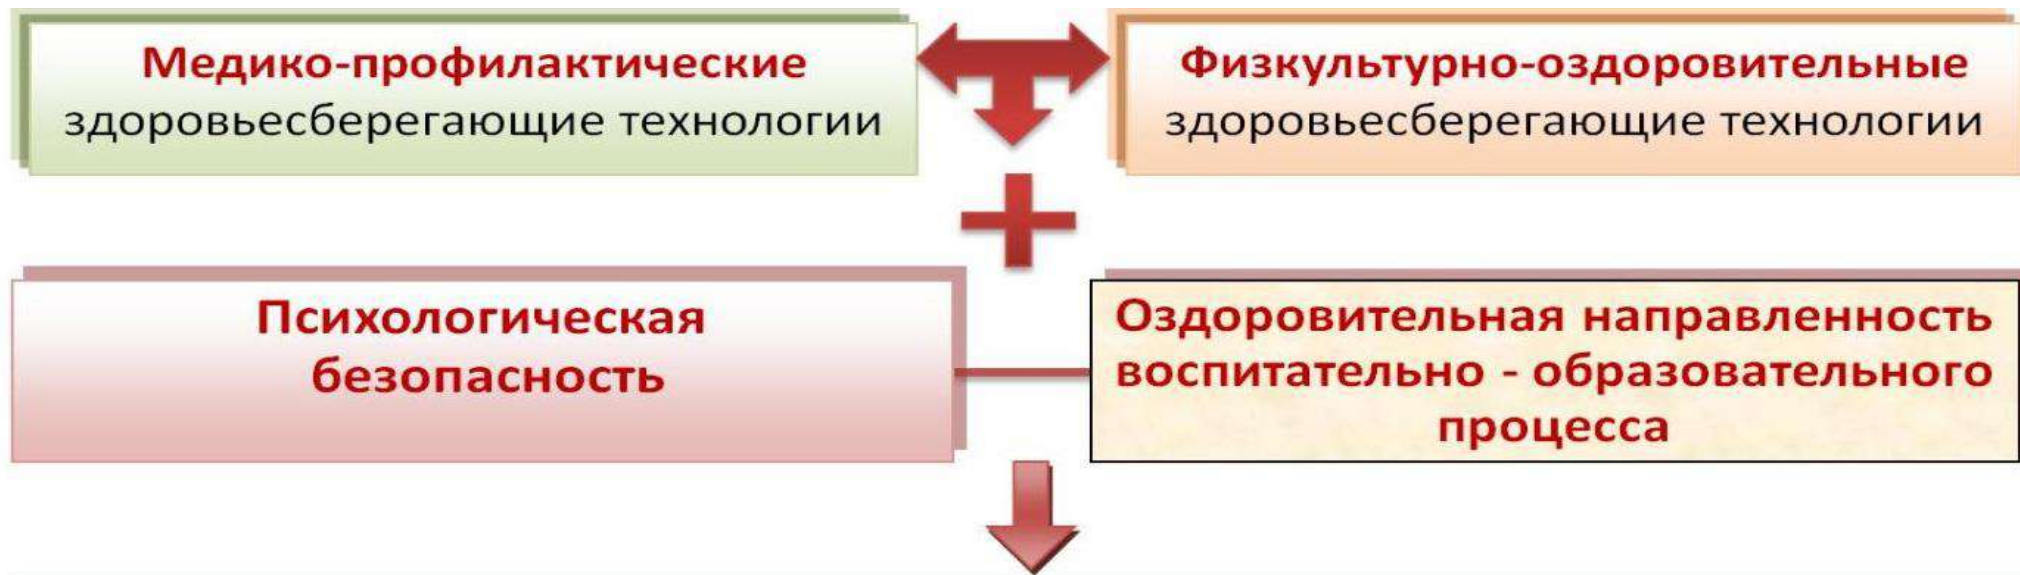 Медико-профилактические
здоровьесберегающие технологии
Физкультурно-оздоровительные
здоровьесберегающие технологии
Психологическая
безопасность
Оздоровительная направленность
воспитательно - образовательного
процесса